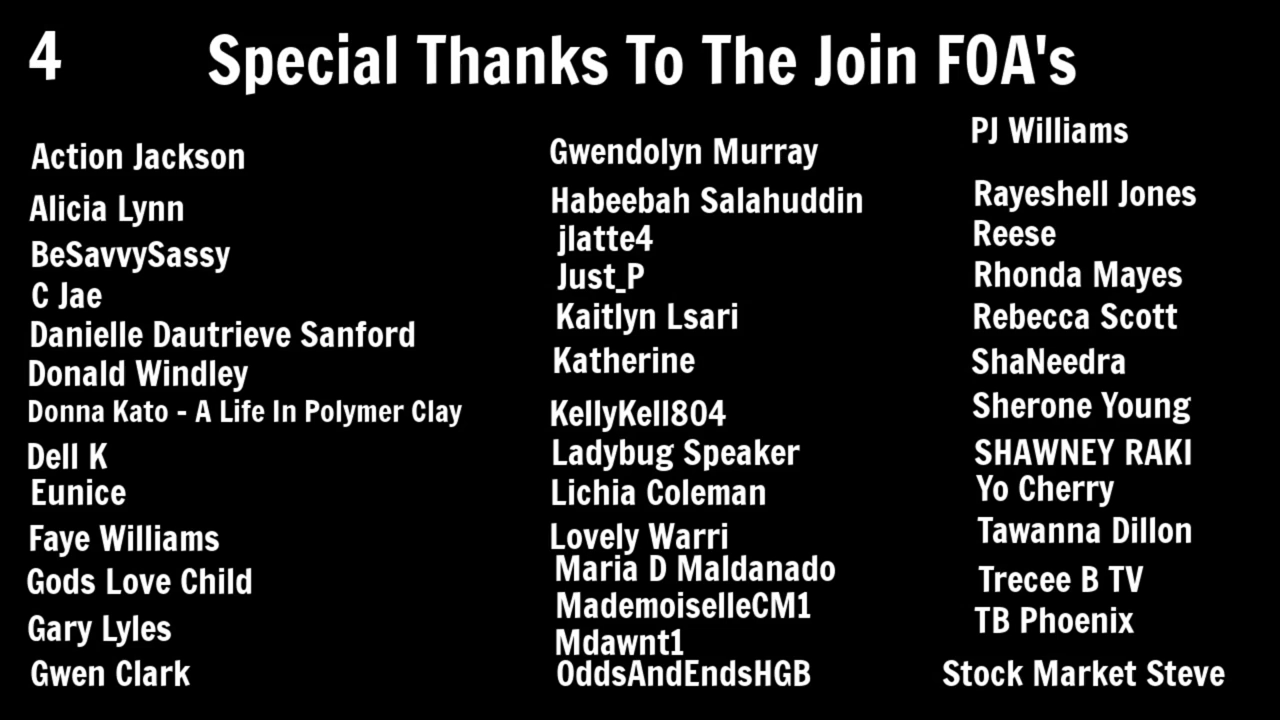 4
Special Thanks To The Join FOA's
Action Jackson
Alicia Lynn
BeSavvySassy
C Jae
Danielle Dautrieve Sanford
Donald Windley
Donna Kato - A Life In Polymer Clay
Dell K
Eunice
Faye Williams
Gods Love Child
Gary Lyles
Gwen Clark
Gwendolyn Murray
Habeebah Salahuddin
jlatte4
Just_P
Kaitlyn Lsari
Katherine
KellyKell804
Ladybug Speaker
Lichia Coleman
Lovely Warri
Maria D Maldanado
MademoiselleCM1
Mdawnt1
OddsAndEndsHGB
PJ Williams
Rayeshell Jones
Reese
Rhonda Mayes
Rebecca Scott
ShaNeedra
Sherone Young
SHAWNEY RAKI
Yo Cherry
Tawanna Dillon
Trecee B TV
TB Phoenix
Stock Market Steve